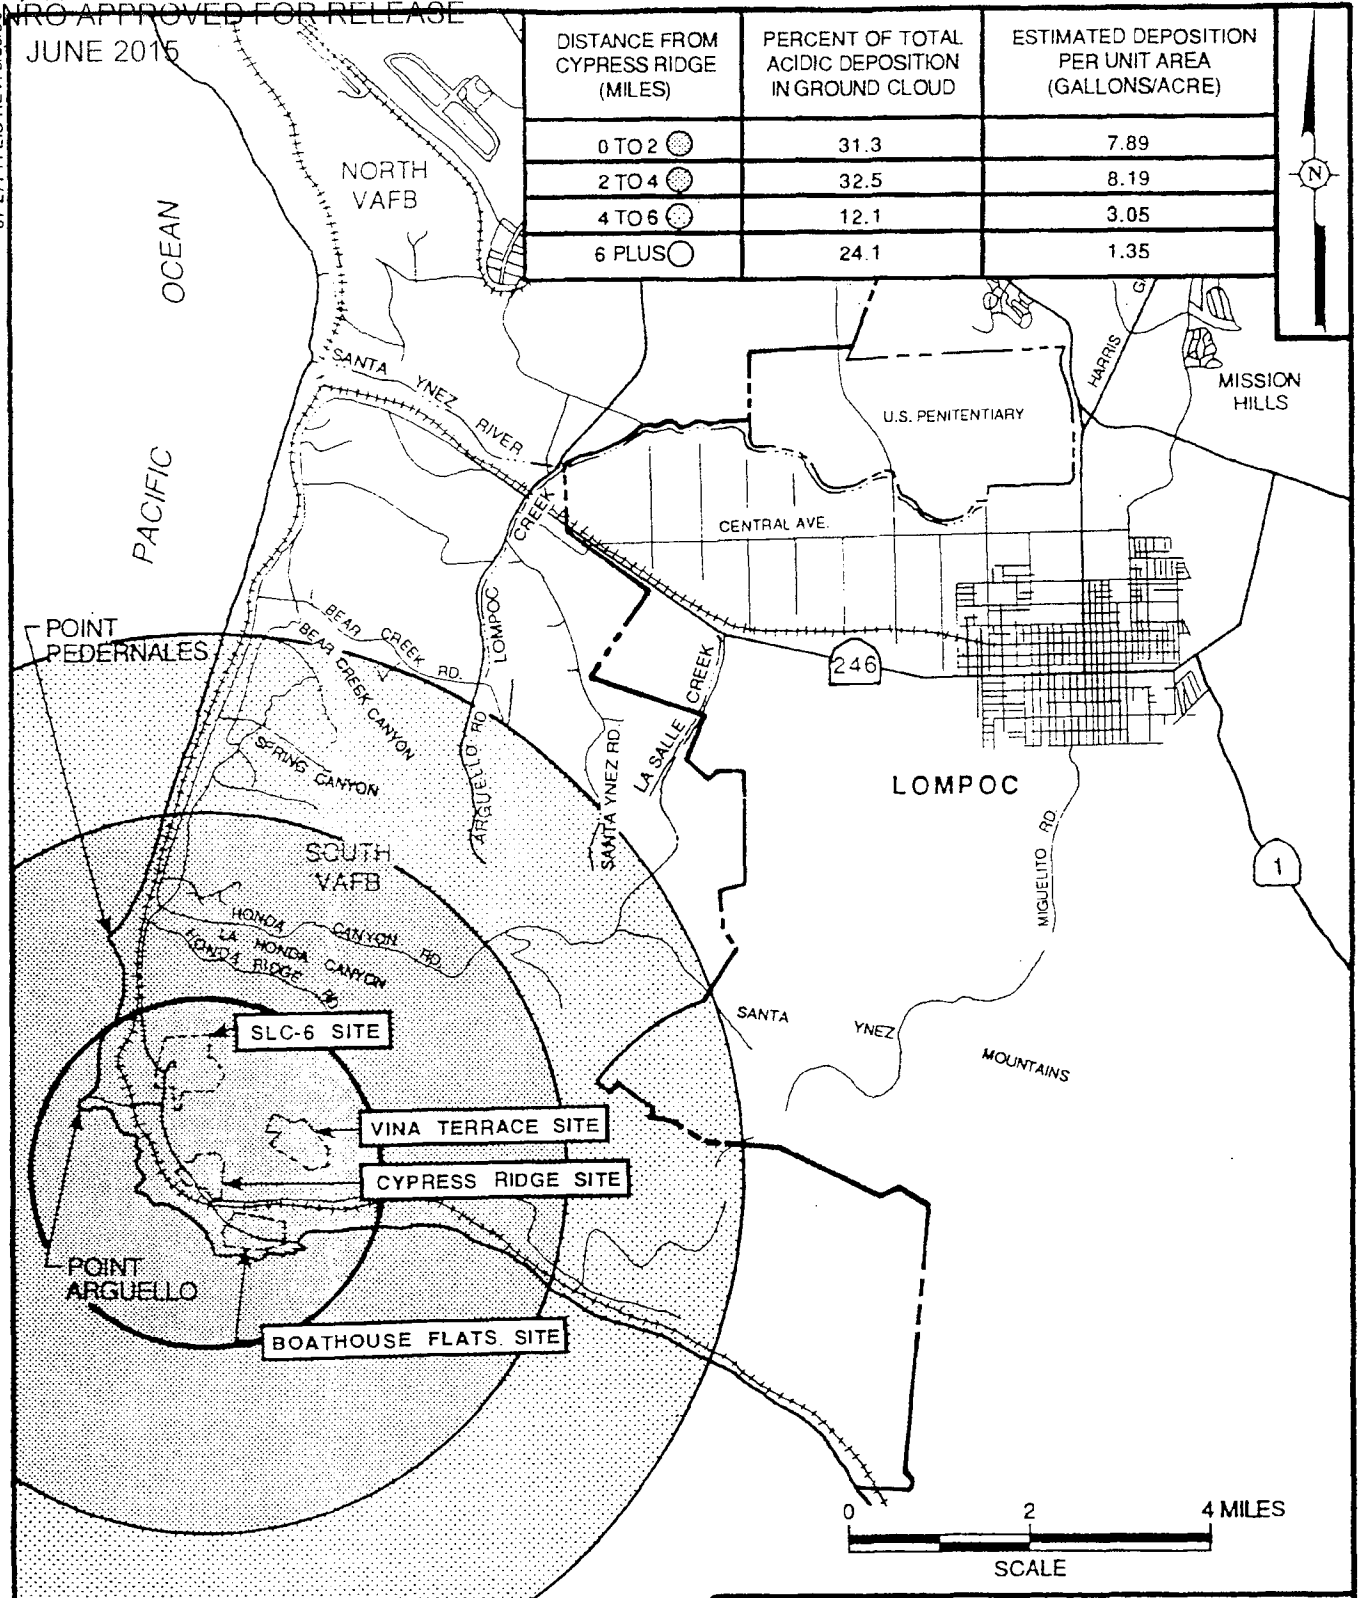 NRO APPROVED FOR RELEASE
JUNE 2015
DISTANCE FROM
CYPRESS RIDGE
(MILES)
PERCENT OF TOTAL
ACIDIC DEPOSITION
IN GROUND CLOUD
ESTIMATED DEPOSITION
PER UNIT AREA
(GALLONS/ACRE)
0 TO 2
31.3
7.89
2 TO 4
32.5
8.19
4 TO 6
12.1
3.05
6 PLUS
24.1
1.35
N
NORTH
VAFB
PACIFIC OCEAN
SANTA YNEZ RIVER
HARRIS
MISSION
HILLS
U.S. PENITENTIARY
CENTRAL AVE.
LOMPOC CREEK
POINT
PEDERNALES
BEAR CREEK RD.
BEAR CREEK CANYON
SPRING CANYON
ARGUELLO RD
SANTA YNEZ RD.
LA SALLE CREEK
246
LOMPOC
MIGUELITO RD.
1
SOUTH
VAFB
HONDA CANYON RD.
LA HONDA CANYON
HONDA RIDGE RD.
SANTA YNEZ MOUNTAINS
SLC-6 SITE
VINA TERRACE SITE
CYPRESS RIDGE SITE
POINT
ARGUELLO
BOATHOUSE FLATS SITE
0 2 4 MILES
SCALE